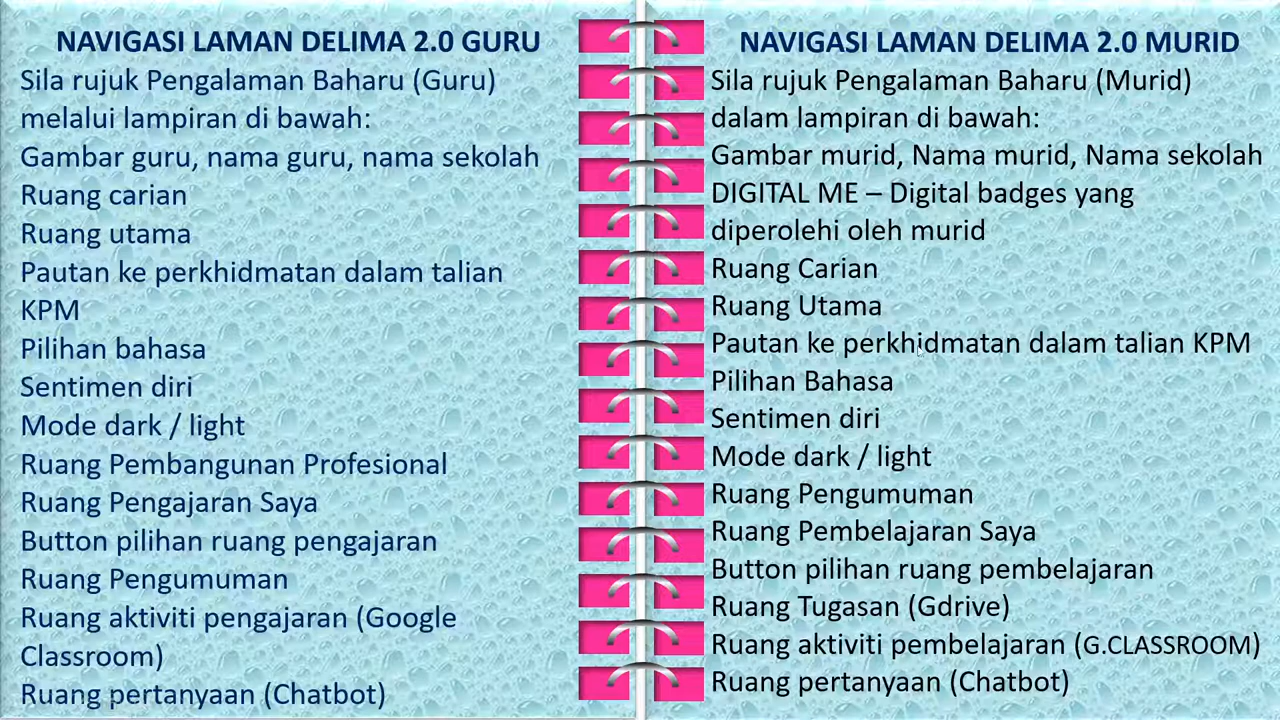 NAVIGASI LAMAN DELIMA 2.0 GURU
Sila rujuk Pengalaman Baharu (Guru)
melalui lampiran di bawah:
Gambar guru, nama guru, nama sekolah
Ruang carian
Ruang utama
Pautan ke perkhidmatan dalam talian
KPM
Pilihan bahasa
Sentimen diri
Mode dark / light
Ruang Pembangunan Profesional
Ruang Pengajaran Saya
Button pilihan ruang pengajaran
Ruang Pengumuman
Ruang aktiviti pengajaran (Google
Classroom)
Ruang pertanyaan (Chatbot)
NAVIGASI LAMAN DELIMA 2.0 MURID
Sila rujuk Pengalaman Baharu (Murid)
dalam lampiran di bawah:
Gambar murid, Nama murid, Nama sekolah
DIGITAL ME – Digital badges yang
diperolehi oleh murid
Ruang Carian
Ruang Utama
Pautan ke perkhidmatan dalam talian KPM
Pilihan Bahasa
Sentimen diri
Mode dark / light
Ruang Pengumuman
Ruang Pembelajaran Saya
Button pilihan ruang pembelajaran
Ruang Tugasan (Gdrive)
Ruang aktiviti pembelajaran (G.CLASSROOM)
Ruang pertanyaan (Chatbot)